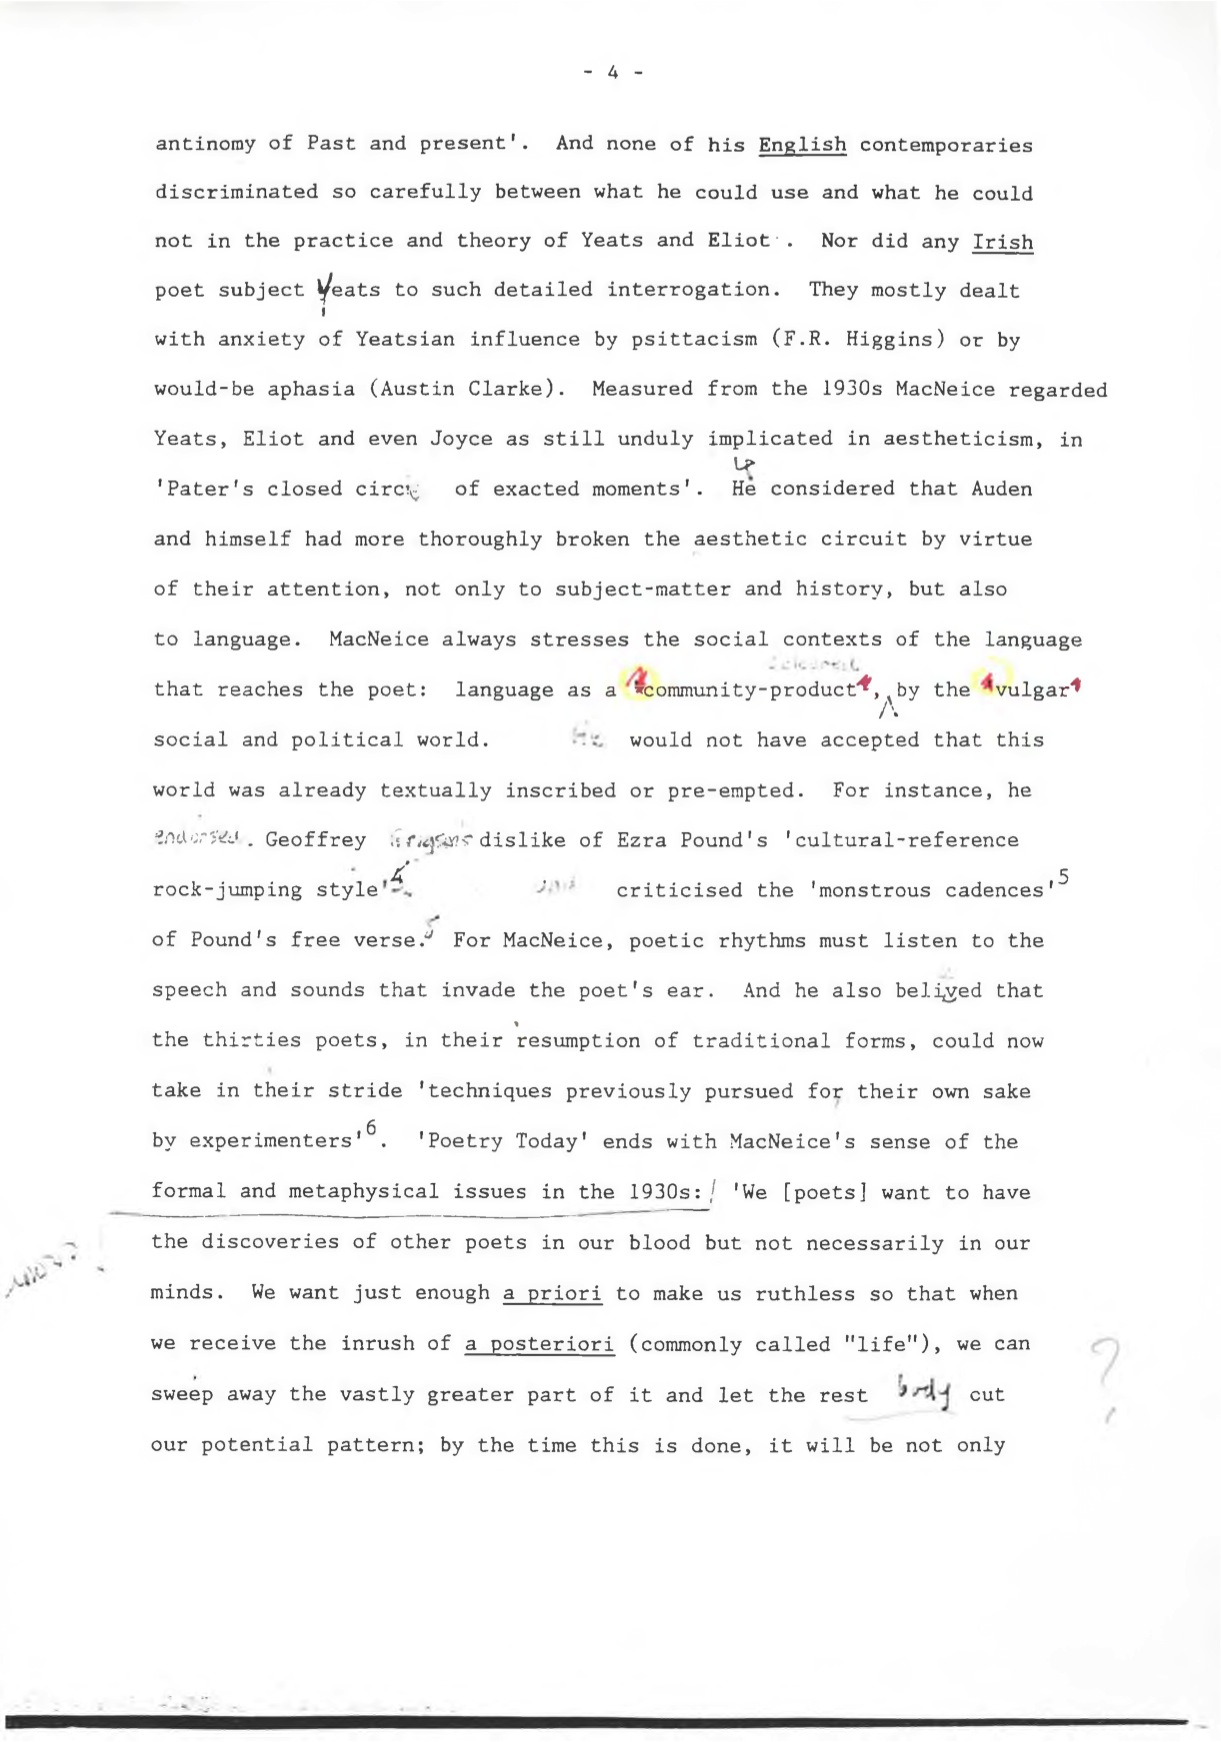 - 4 -
antinomy of Past and present'. And none of his English contemporaries
discriminated so carefully between what he could use and what he could
not in the practice and theory of Yeats and Eliot . Nor did any Irish
poet subject Yeats to such detailed interrogation. They mostly dealt
with anxiety of Yeatsian influence by psittacism (F.R. Higgins) or by
would-be aphasia (Austin Clarke). Measured from the 1930s MacNeice regarded
Yeats, Eliot and even Joyce as still unduly implicated in aestheticism, in
'Pater's closed of exacted moments'. He considered that Auden
and himself had more thoroughly broken the aesthetic circuit by virtue
of their attention, not only to subject-matter and history, but also
to language. MacNeice always stresses the social contexts of the language
that reaches the poet: language as a 'community-product', by the 'vulgar'
social and political world. He would not have accepted that this
world was already textually inscribed or pre-empted. For instance, he
endorsed. Geoffrey Grigson's dislike of Ezra Pound's 'cultural-reference
rock-jumping style'4 and criticised the 'monstrous cadences'5
of Pound's free verse.5 For MacNeice, poetic rhythms must listen to the
speech and sounds that invade the poet's ear. And he also belived that
the thirties poets, in their resumption of traditional forms, could now
take in their stride 'techniques previously pursued for their own sake
by experimenters'6. 'Poetry Today' ends with MacNeice's sense of the
formal and metaphysical issues in the 1930s: 'We [poets] want to have
the discoveries of other poets in our blood but not necessarily in our
minds. We want just enough a priori to make us ruthless so that when
we receive the inrush of a posteriori (commonly called "life"), we can
?
sweep away the vastly greater part of it and let the rest body cut
our potential pattern; by the time this is done, it will be not only